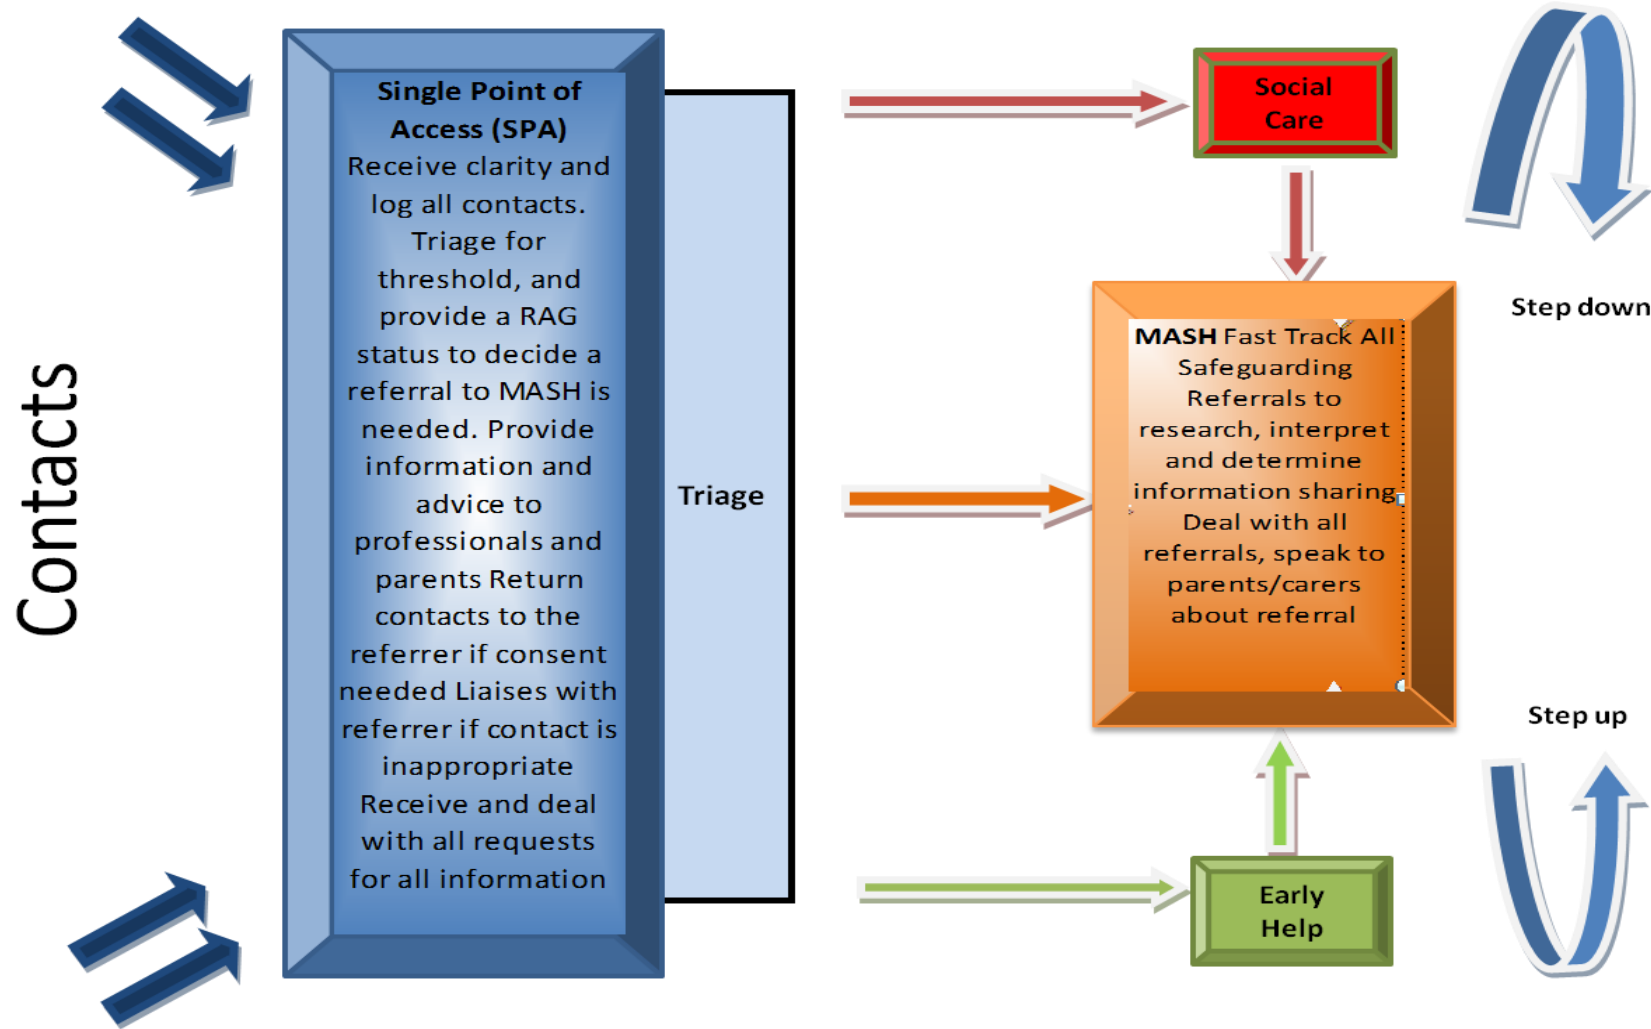 Contacts
Single Point of
Access (SPA)
Receive clarity and
log all contacts.
Triage for
threshold, and
provide a RAG
status to decide a
referral to MASH is
needed. Provide
information and
advice to
professionals and
parents Return
contacts to the
referrer if consent
needed Liaises with
referrer if contact is
inappropriate
Receive and deal
with all requests
for all information
Triage
Social
Care
MASH Fast Track All
Safeguarding
Referrals to
research, interpret
and determine
information sharing
Deal with all
referrals, speak to
parents/carers
about referral
Early
Help
Step down
Step up